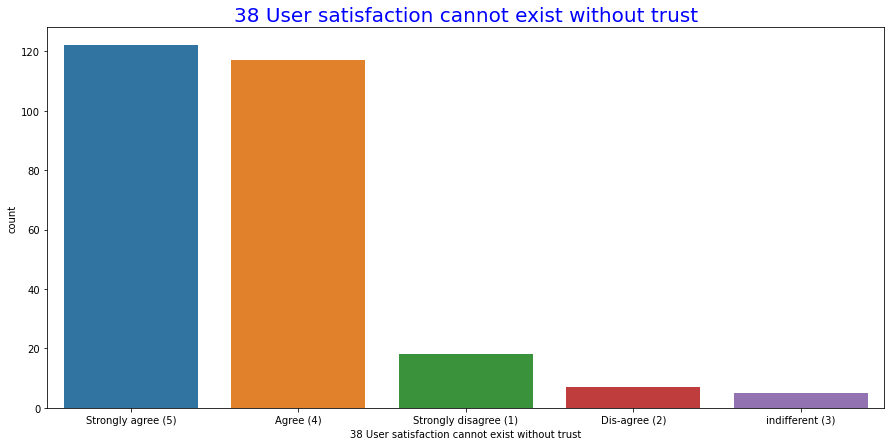 38 User satisfaction cannot exist without trust
120
100
80
60
40
20
0
count
Strongly agree (5) Agree (4) Strongly disagree (1) Dis-agree (2) indifferent (3)
38 User satisfaction cannot exist without trust